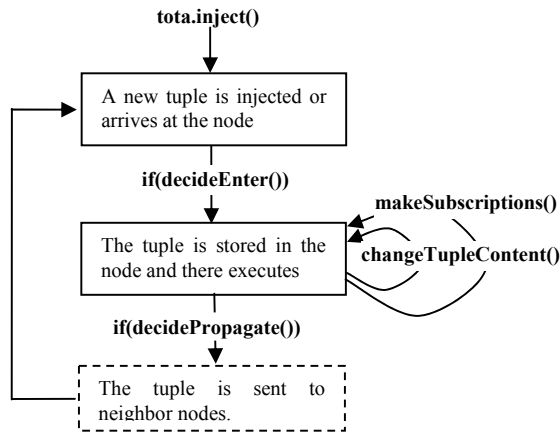 tota.inject()
A new tuple is injected or
arrives at the node
if(decideEnter())
makeSubscriptions()
The tuple is stored in the
node and there executes
changeTupleContent()
if(decidePropagate())
The tuple is sent to
neighbor nodes.